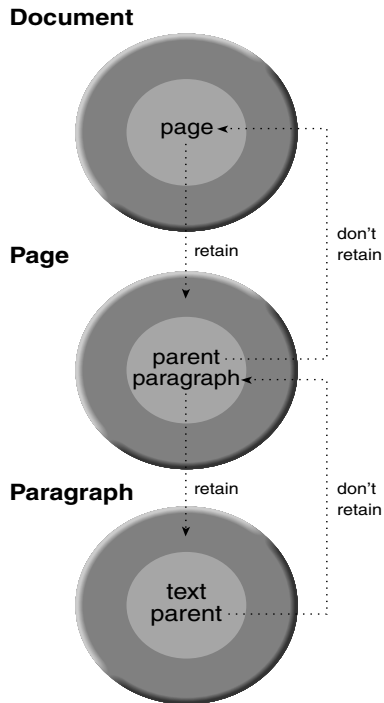 Document
page
retain
don't
retain
Page
parent
paragraph
retain
don't
retain
Paragraph
text
parent